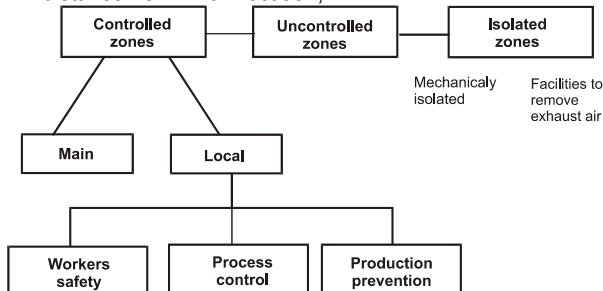 Controlled
zones
Uncontrolled
zones
Isolated
zones
Mechanicaly
isolated
Facilities to
remove
exhaust air
Main
Local
Workers
safety
Process
control
Production
prevention